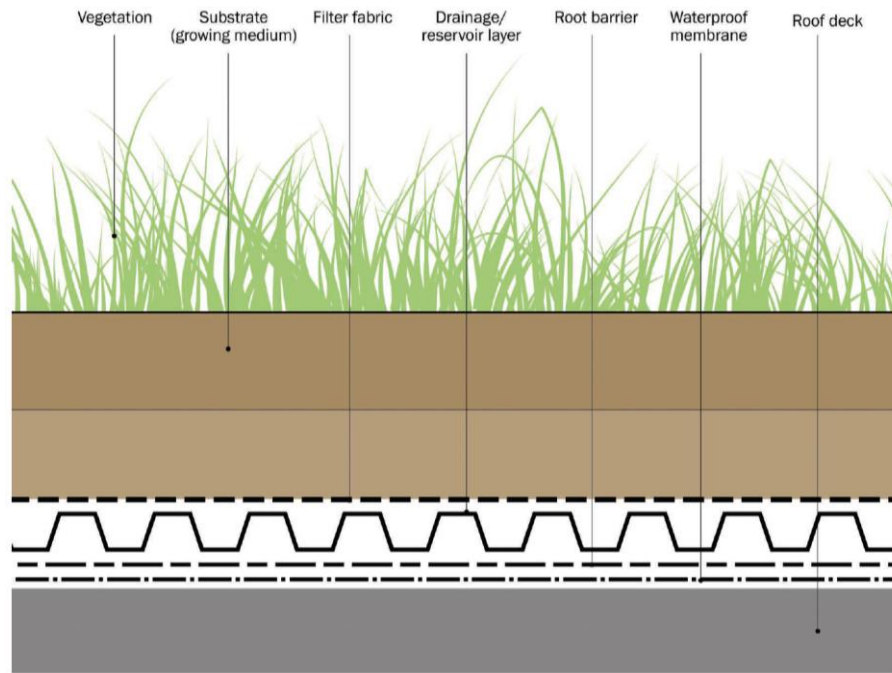 Vegetation
Substrate
(growing medium)
Filter fabric
Drainage/
reservoir layer
Root barrier
Waterproof
membrane
Roof deck